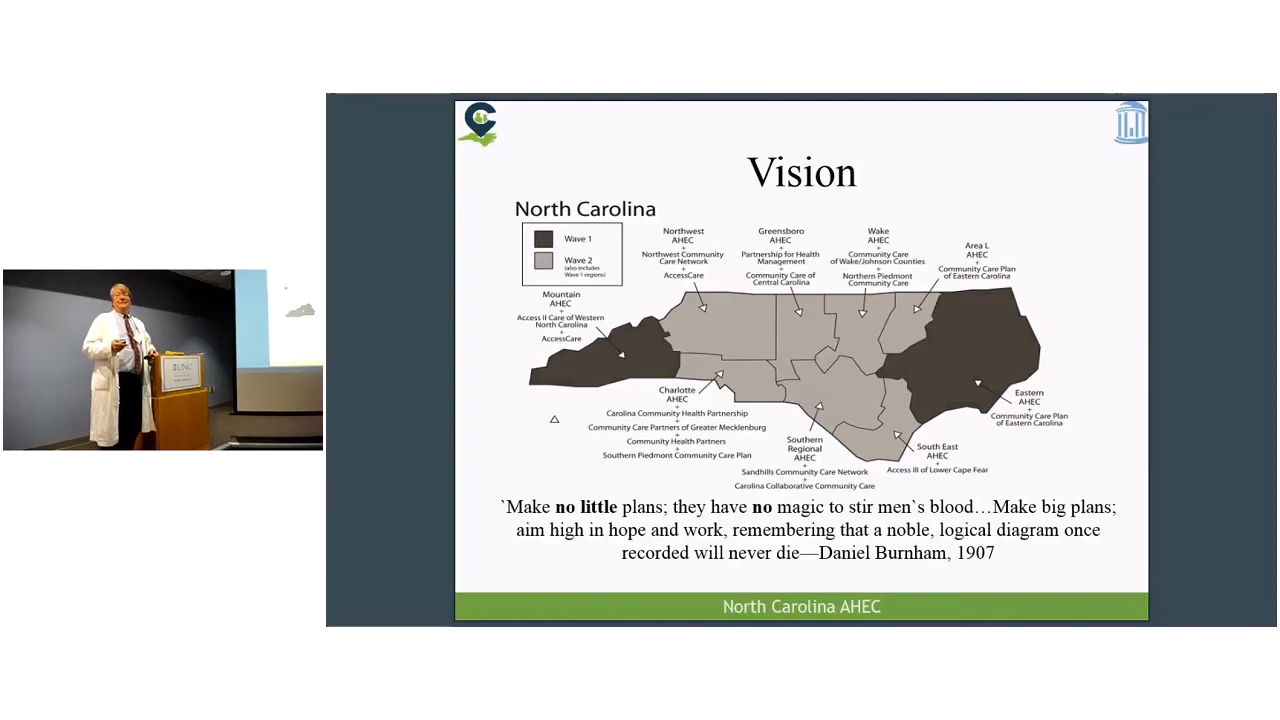 Vision
North Carolina
Wave 1
Wave 2
(also includes
Wave 1 regions)
Northwest
AHEC
+
Northwest Community
Care Network
+
AccessCare
Greensboro
AHEC
+
Partnership for Health
Management
+
Community Care of
Central Carolina
Wake
AHEC
+
Community Care
of Wake/Johnson Counties
+
Northern Piedmont
Community Care
Area L
AHEC
+
Community Care Plan
of Eastern Carolina
Mountain
AHEC
+
Access II Care of Western
North Carolina
+
AccessCare
Charlotte
AHEC
+
Carolina Community Health Partnership
+
Community Care Partners of Greater Mecklenburg
+
Community Health Partners
+
Southern Piedmont Community Care Plan
Southern
Regional
AHEC
+
Sandhills Community Care Network
+
Carolina Collaborative Community Care
South East
AHEC
+
Access III of Lower Cape Fear
Eastern
AHEC
+
Community Care Plan
of Eastern Carolina
`Make no little plans; they have no magic to stir men`s blood…Make big plans;
aim high in hope and work, remembering that a noble, logical diagram once
recorded will never die—Daniel Burnham, 1907
North Carolina AHEC
UNC